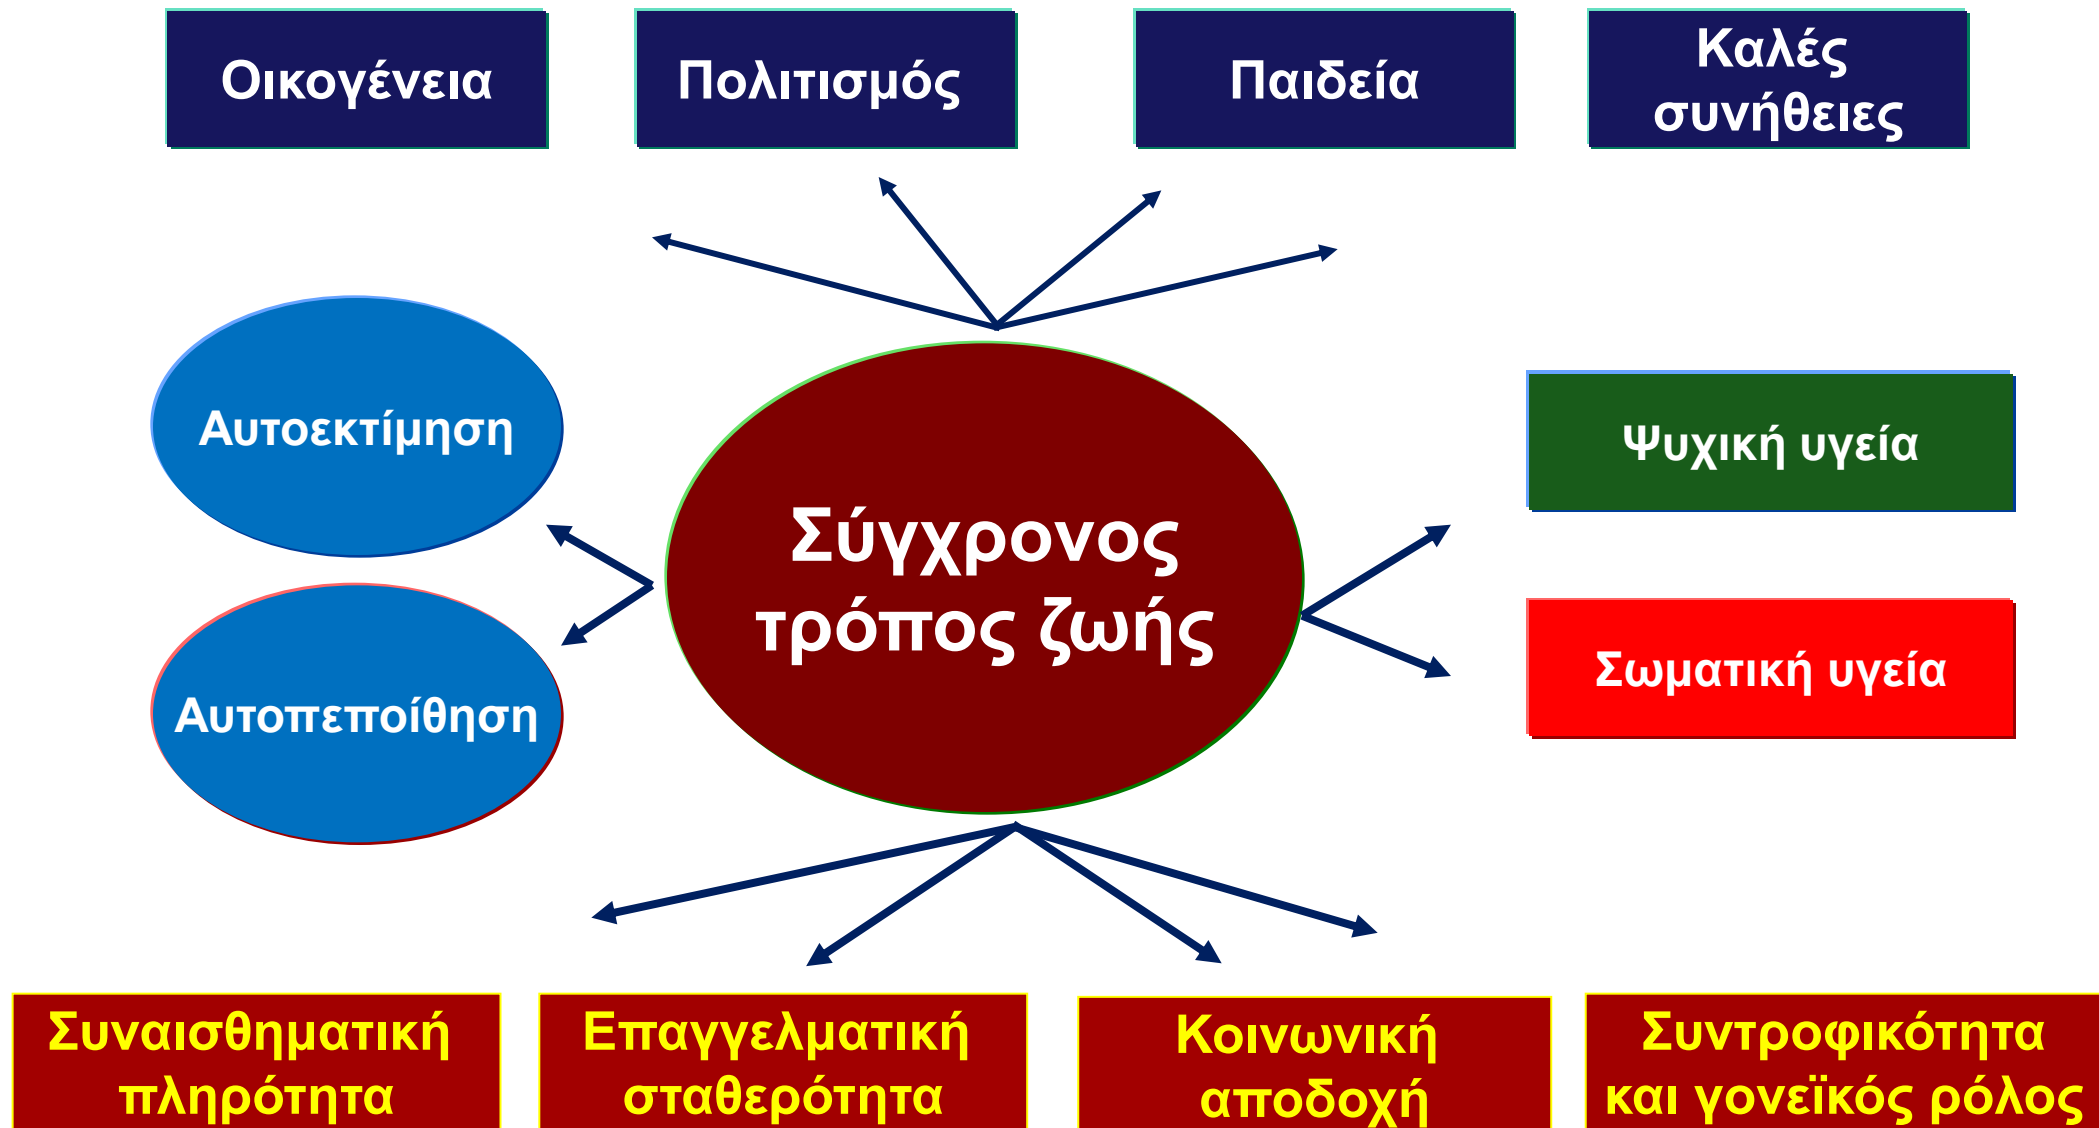 Οικογένεια
Πολιτισμός
Παιδεία
Καλές
συνήθειες
Αυτοεκτίμηση
Αυτοπεποίθηση
Σύγχρονος
τρόπος ζωής
Ψυχική υγεία
Σωματική υγεία
Συναισθηματική
πληρότητα
Επαγγελματική
σταθερότητα
Κοινωνική
αποδοχή
Συντροφικότητα
και γονεϊκός ρόλος